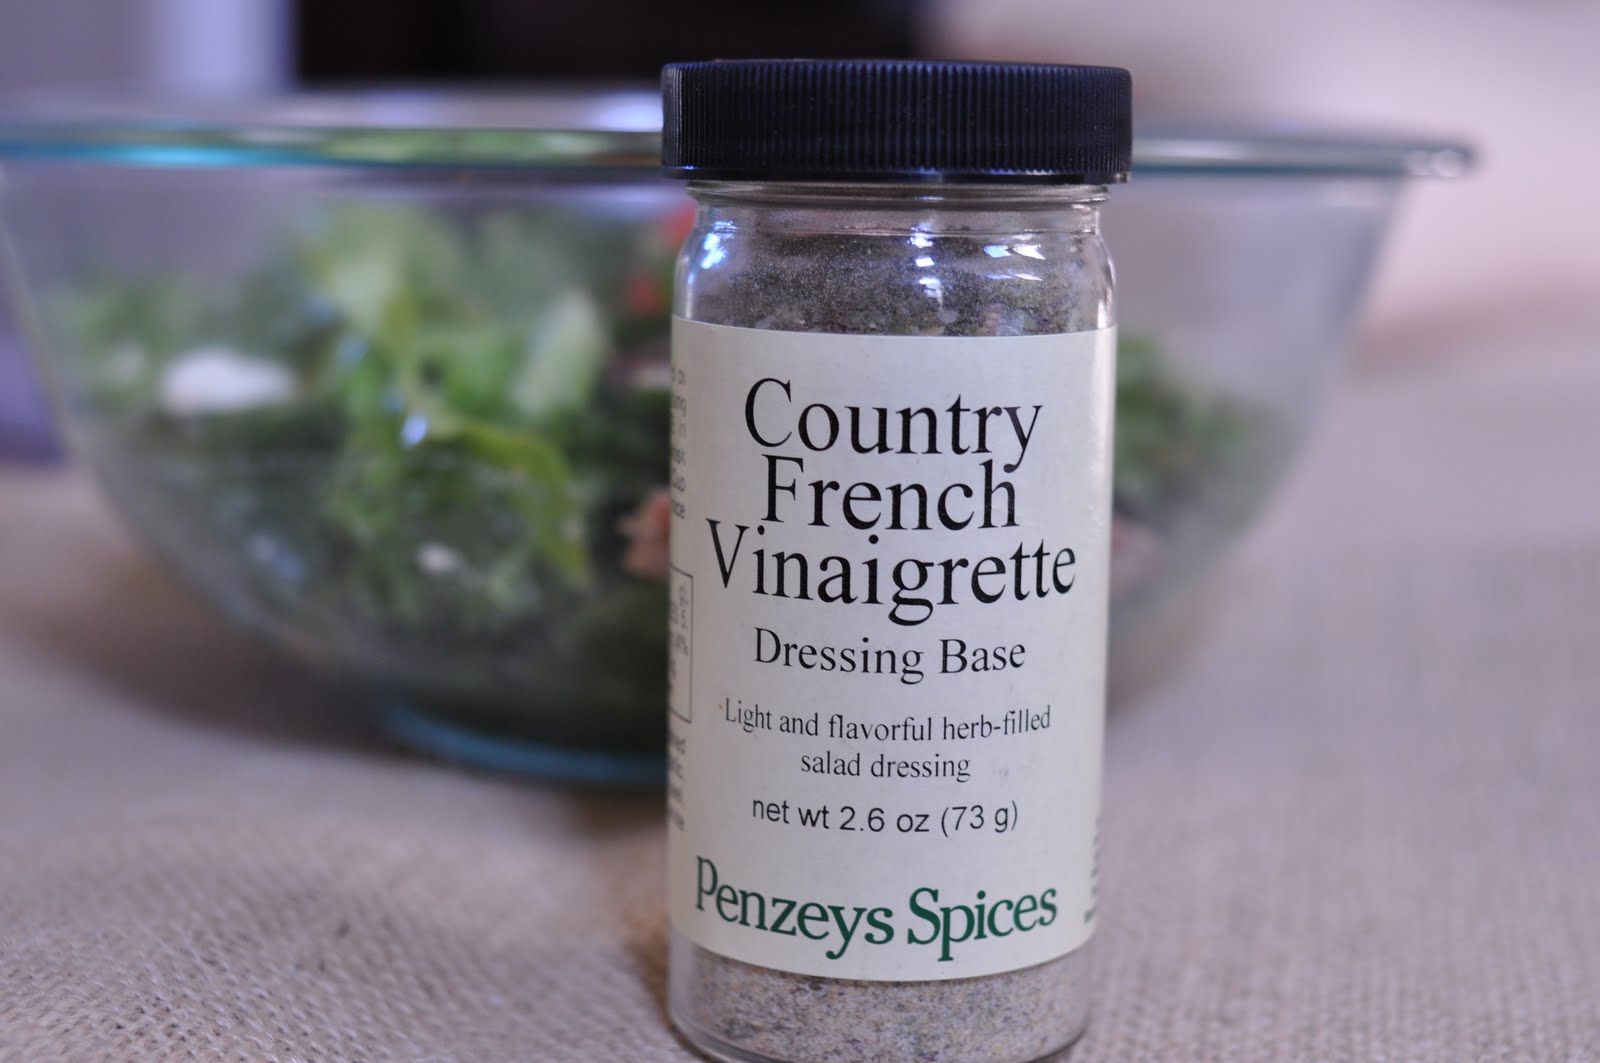 Country
French
Vinaigrette
Dressing Base
Light and flavorful herb-filled
salad dressing
net wt 2.6 oz (73 g)
Penzeys Spices